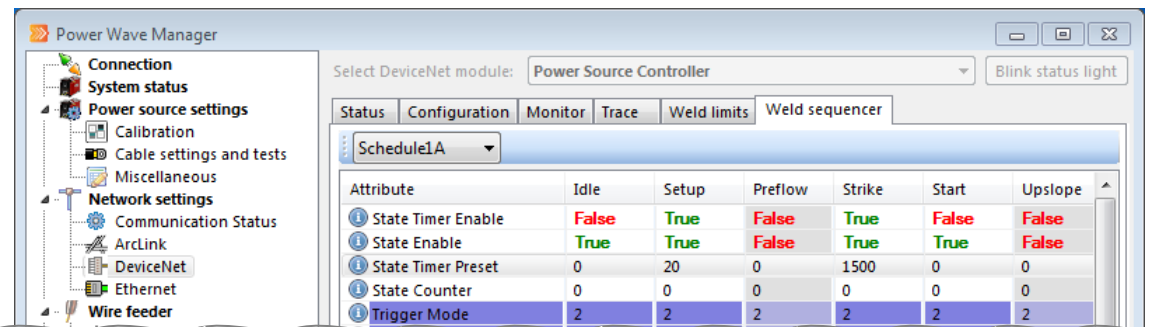 Power Wave Manager
Connection
System status
Power source settings
Calibration
Cable settings and tests
Miscellaneous
Network settings
Communication Status
ArcLink
DeviceNet
Ethernet
Wire feeder
Select DeviceNet module: Power Source Controller Blink status light
Status Configuration Monitor Trace Weld limits Weld sequencer
Schedule1A
Attribute Idle Setup Preflow Strike Start Upslope
State Timer Enable False True False True False False
State Enable True True False True True False
State Timer Preset 0 20 0 1500 0 0
State Counter 0 0 0 0 0 0
Trigger Mode 2 2 2 2 2 2